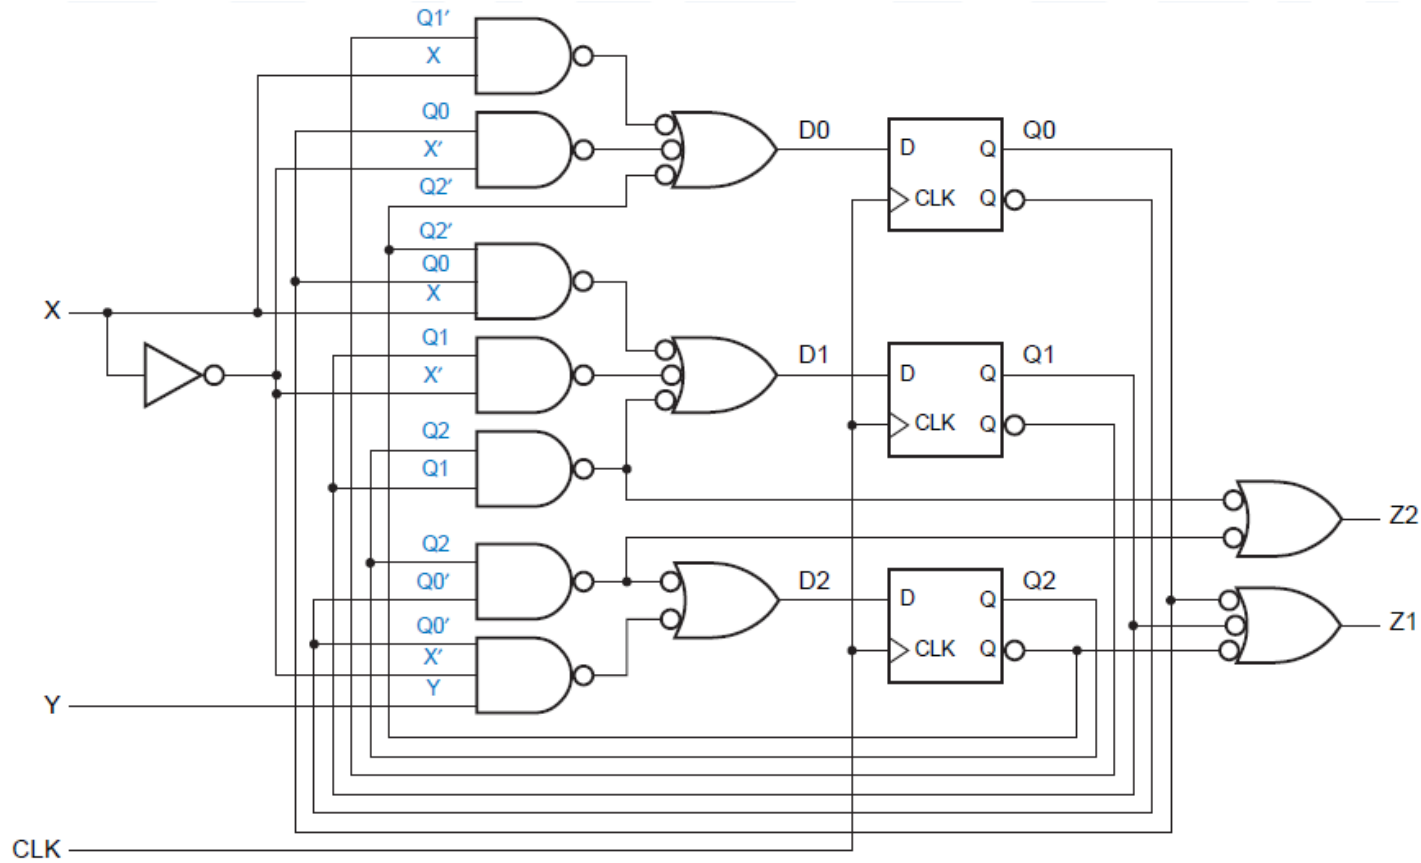 Q1′
X
Q0
X′
Q2′
D0
D
Q
Q0
CLK
Q
Q2′
Q0
X
X
Q1
X′
D1
D
Q
Q1
CLK
Q
Q2
Q1
Z2
Q2
Q0′
D2
D
Q
Q2
CLK
Q
Z1
Q0′
X′
Y
Y
CLK